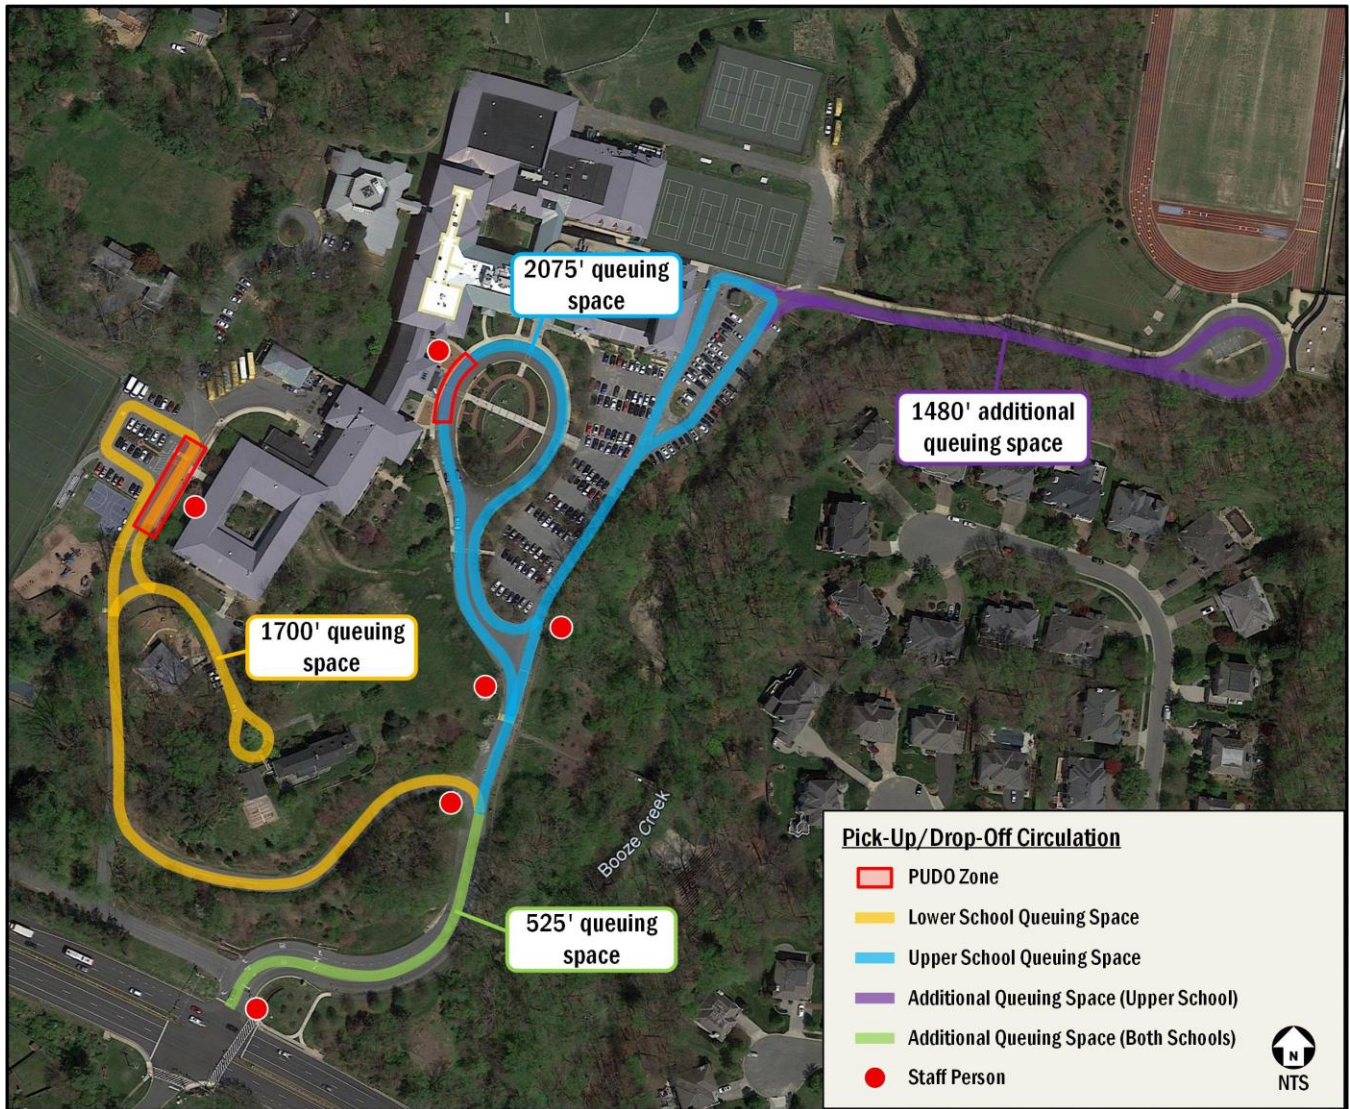 2075' queuing
space
1480' additional
queuing space
1700' queuing
space
Booze Creek
525' queuing
space
Pick-Up/Drop-Off Circulation
PUDO Zone
Lower School Queuing Space
Upper School Queuing Space
Additional Queuing Space (Upper School)
Additional Queuing Space (Both Schools)
Staff Person
N
NTS